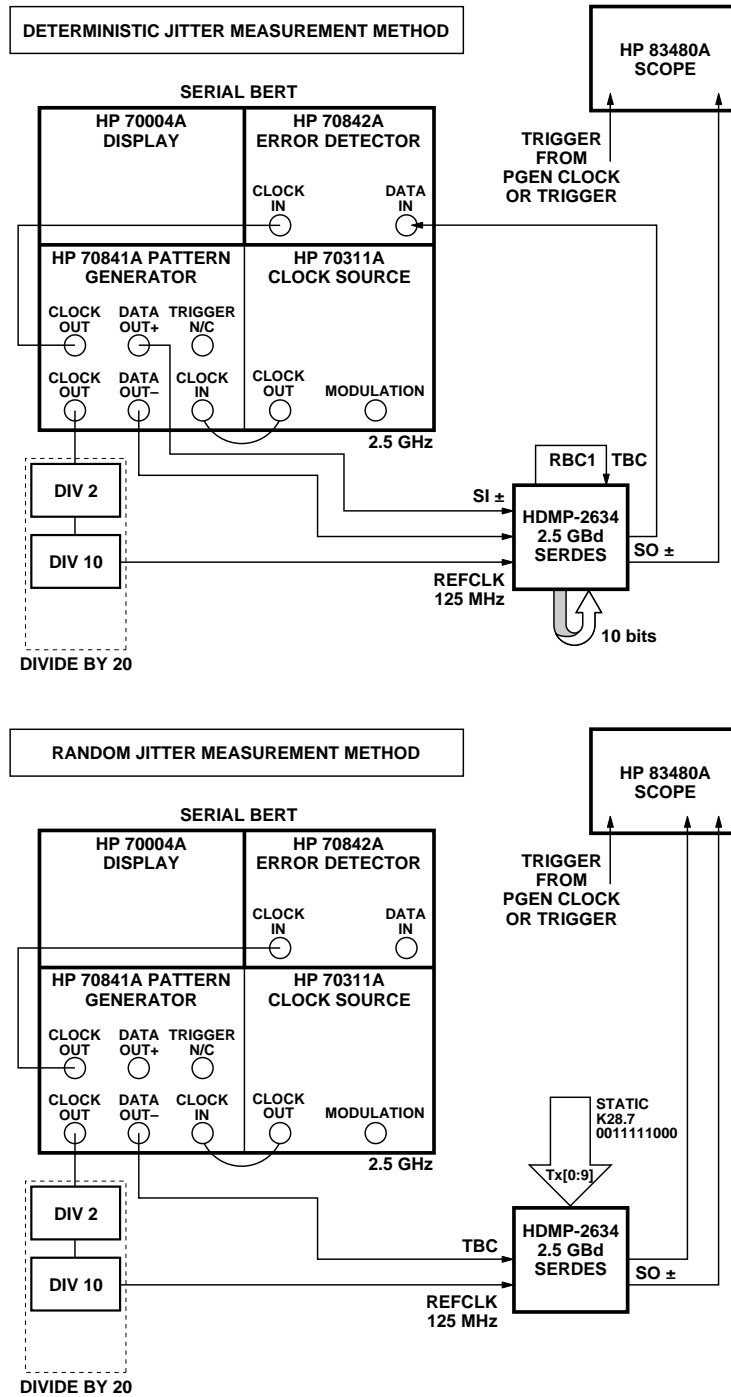 DETERMINISTIC JITTER MEASUREMENT METHOD
HP 83480A
SCOPE
SERIAL BERT
HP 70004A
DISPLAY
HP 70842A
ERROR DETECTOR
TRIGGER
FROM
PGEN CLOCK
OR TRIGGER
CLOCK
IN
DATA
IN
HP 70841A PATTERN
GENERATOR
HP 70311A
CLOCK SOURCE
CLOCK
OUT
DATA
OUT+
TRIGGER
N/C
CLOCK
OUT
DATA
OUT–
CLOCK
IN
CLOCK
OUT
MODULATION
2.5 GHz
DIV 2
DIV 10
DIVIDE BY 20
RBC1
TBC
SI ±
HDMP-2634
2.5 GBd
SERDES
SO ±
REFCLK
125 MHz
10 bits
RANDOM JITTER MEASUREMENT METHOD
HP 83480A
SCOPE
SERIAL BERT
HP 70004A
DISPLAY
HP 70842A
ERROR DETECTOR
TRIGGER
FROM
PGEN CLOCK
OR TRIGGER
CLOCK
IN
DATA
IN
HP 70841A PATTERN
GENERATOR
HP 70311A
CLOCK SOURCE
CLOCK
OUT
DATA
OUT+
TRIGGER
N/C
CLOCK
OUT
DATA
OUT–
CLOCK
IN
CLOCK
OUT
MODULATION
2.5 GHz
STATIC
K28.7
0011111000
Tx[0:9]
DIV 2
DIV 10
DIVIDE BY 20
TBC
HDMP-2634
2.5 GBd
SERDES
SO ±
REFCLK
125 MHz